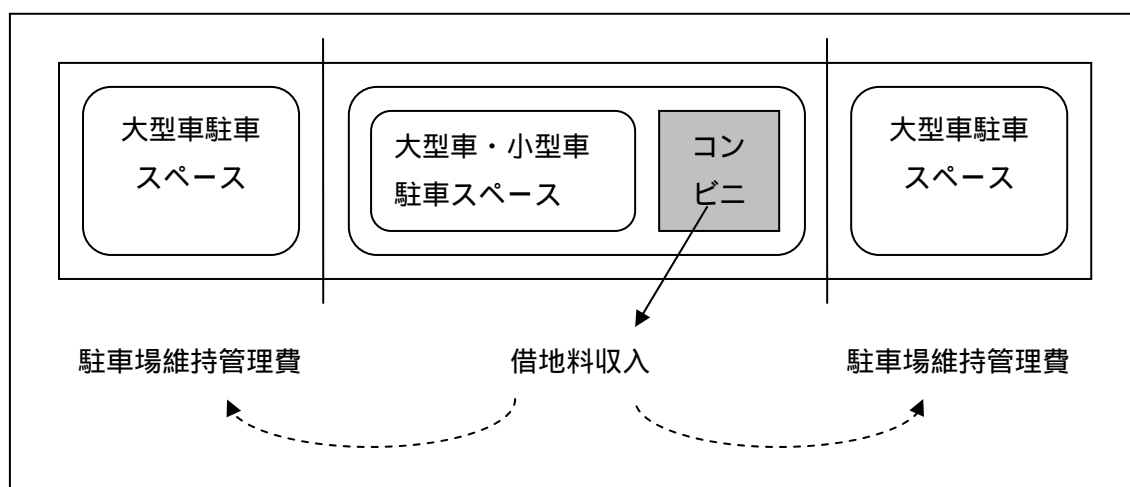 大型車駐車
スペース
大型車・小型車
駐車スペース
コン
ビニ
大型車駐車
スペース
駐車場維持管理費
借地料収入
駐車場維持管理費